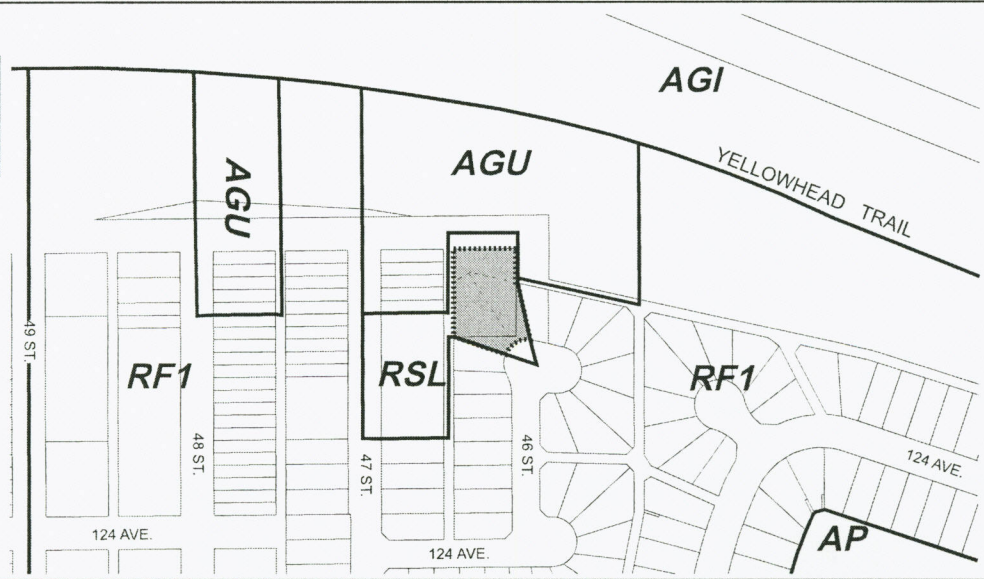 AGI
YELLOWHEAD TRAIL
AGU
AGU
49 ST.
RF1
RSL
RF1
48 ST.
47 ST.
46 ST.
124 AVE.
124 AVE.
124 AVE.
AP